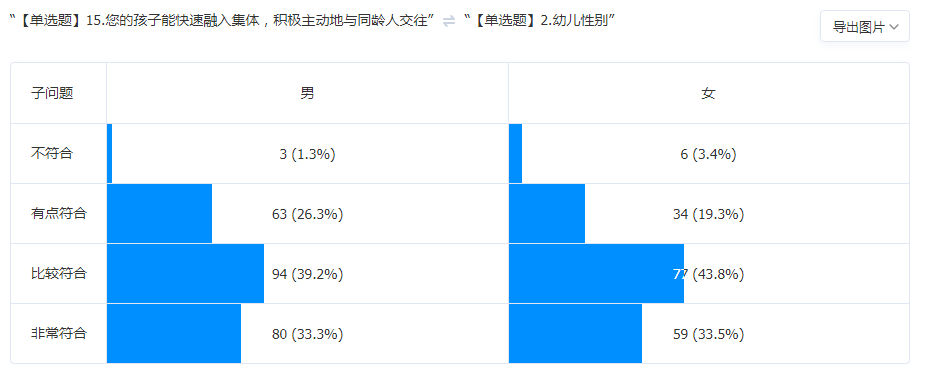 “【单选题】15.您的孩子能快速融入集体，积极主动地与同龄人交往” ⇌ “【单选题】2.幼儿性别”
导出图片
子问题 男 女
不符合 3 (1.3%) 6 (3.4%)
有点符合 63 (26.3%) 34 (19.3%)
比较符合 94 (39.2%) 77 (43.8%)
非常符合 80 (33.3%) 59 (33.5%)